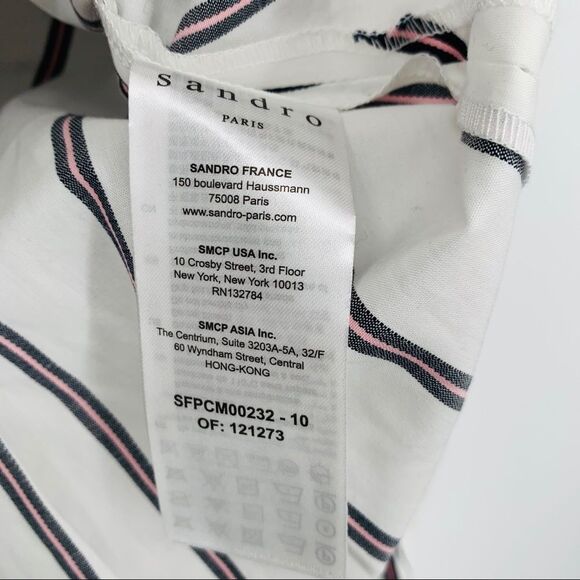 sandro
PARIS
SANDRO FRANCE
150 boulevard Haussmann
75008 Paris
www.sandro-paris.com
SMCP USA Inc.
10 Crosby Street, 3rd Floor
New York, New York 10013
RN132784
SMCP ASIA Inc.
The Centrium, Suite 3203A-5A, 32/F
60 Wyndham Street, Central
HONG-KONG
SFPCM00232 - 10
OF: 121273